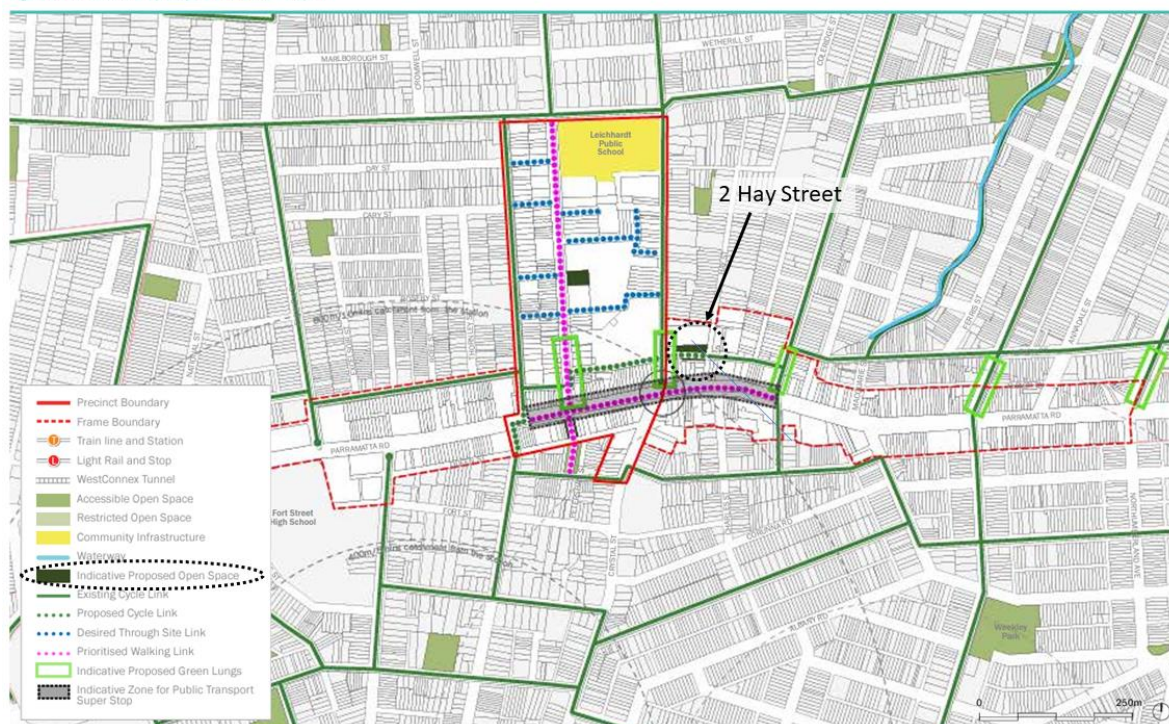 MARLBOROUGH ST
WETHERILL ST
Leichhardt
Public
School
DAY ST
CARY ST
2 Hay Street
PARRAMATTA RD
PARRAMATTA RD
Fort Street
High School
CRYSTAL ST
ALBURY RD
Weekley
Park
Precinct Boundary
Frame Boundary
T
Train line and Station
L
Light Rail and Stop
WestConnex Tunnel
Accessible Open Space
Restricted Open Space
Community Infrastructure
Waterway
Indicative Proposed Open Space
Existing Cycle Link
Proposed Cycle Link
Desired Through Site Link
Prioritised Walking Link
Indicative Proposed Green Lungs
Indicative Zone for Public Transport
Super Stop
0
250m